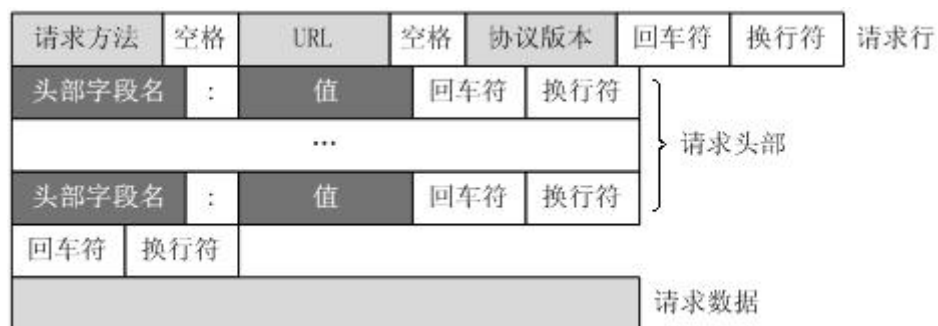 请求方法 空格 URL 空格 协议版本 回车符 换行符 请求行
头部字段名 : 值 回车符 换行符
... 请求头部
头部字段名 : 值 回车符 换行符
回车符 换行符
请求数据